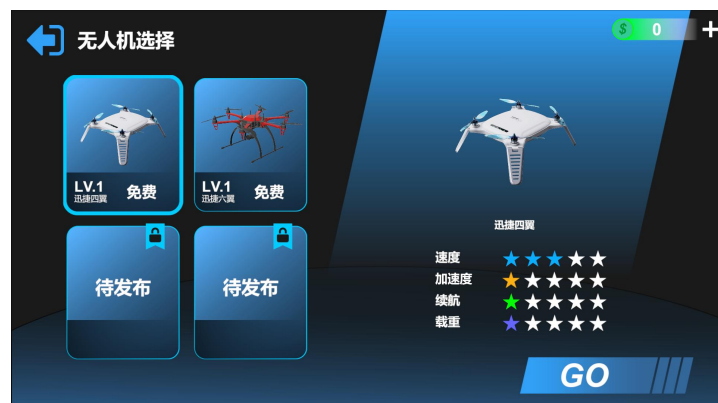 无人机选择
$ 0 +
LV.1 免费
迅捷四翼
LV.1 免费
迅捷六翼
待发布
待发布
迅捷四翼
速度
加速度
续航
载重
GO